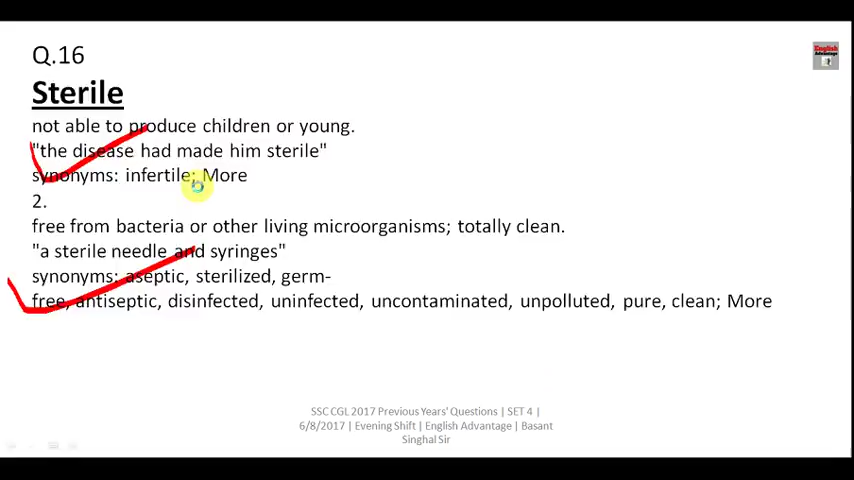 Q.16
English
Advantage
Sterile
not able to produce children or young.
"the disease had made him sterile"
synonyms: infertile; More
2.
free from bacteria or other living microorganisms; totally clean.
"a sterile needle and syringes"
synonyms: aseptic, sterilized, germ-
free, antiseptic, disinfected, uninfected, uncontaminated, unpolluted, pure, clean; More
SSC CGL 2017 Previous Years' Questions | SET 4 |
6/8/2017 | Evening Shift | English Advantage | Basant
Singhal Sir